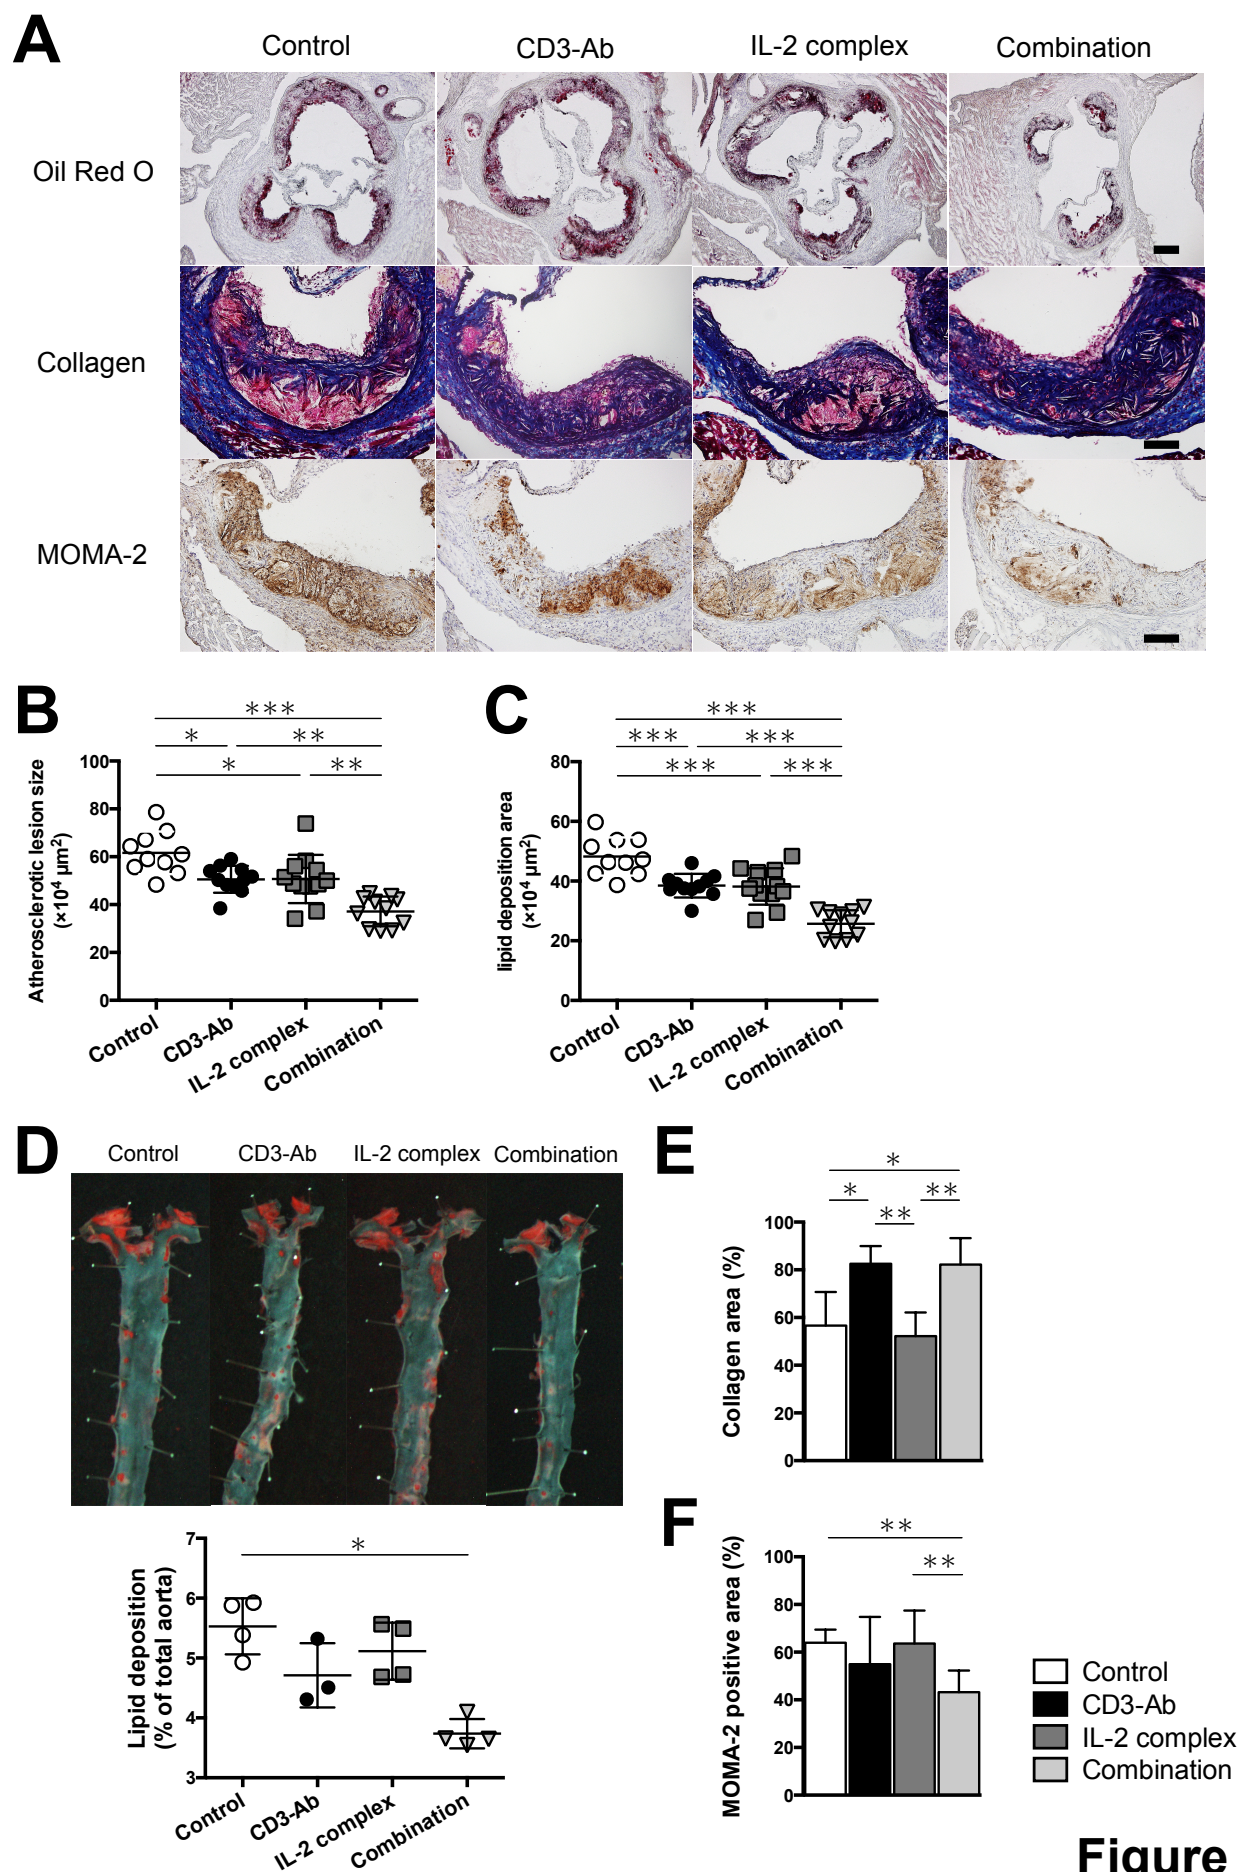 A
Control
CD3-Ab
IL-2 complex
Combination
Oil Red O
Collagen
MOMA-2
B
***
*
**
*
**
Atherosclerotic lesion size
(×10⁴ µm²)
100
80
60
40
20
0
Control
CD3-Ab
IL-2 complex
Combination
C
***
***
***
***
***
lipid deposition area
(×10⁴ µm²)
80
60
40
20
0
Control
CD3-Ab
IL-2 complex
Combination
D
Control
CD3-Ab
IL-2 complex
Combination
*
Lipid deposition
(% of total aorta)
7
6
5
4
3
Control
CD3-Ab
IL-2 complex
Combination
E
*
*
**
**
Collagen area (%)
100
80
60
40
20
0
F
**
**
MOMA-2 positive area (%)
100
80
60
40
20
0
Control
CD3-Ab
IL-2 complex
Combination
Figure